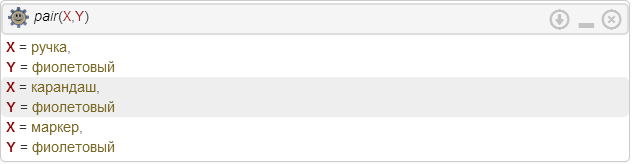 pair(X,Y)
X = ручка,
Y = фиолетовый
X = карандаш,
Y = фиолетовый
X = маркер,
Y = фиолетовый